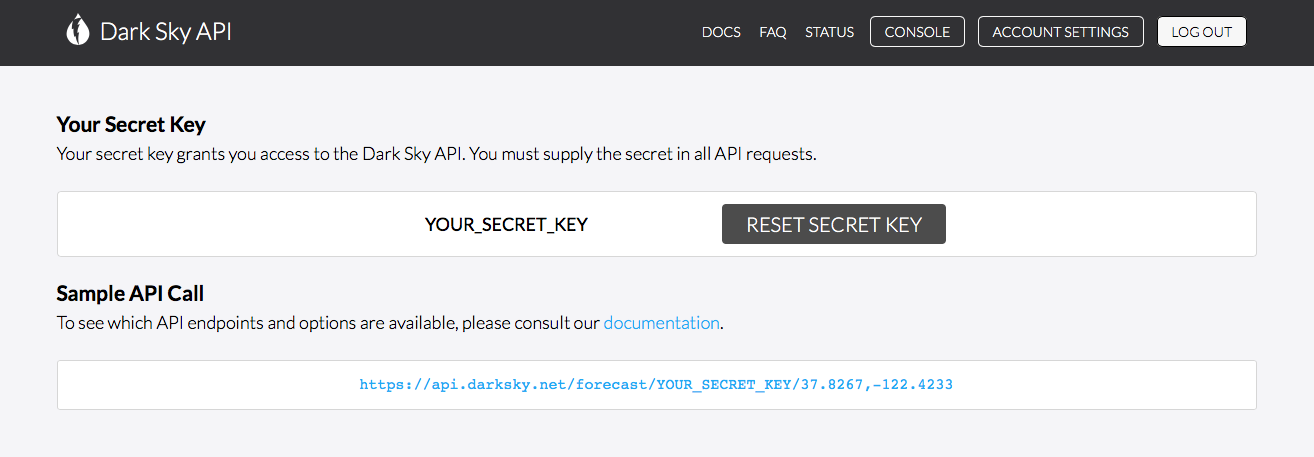 Dark Sky API
DOCS FAQ STATUS CONSOLE ACCOUNT SETTINGS LOG OUT
Your Secret Key
Your secret key grants you access to the Dark Sky API. You must supply the secret in all API requests.
YOUR_SECRET_KEY RESET SECRET KEY
Sample API Call
To see which API endpoints and options are available, please consult our documentation.
https://api.darksky.net/forecast/YOUR_SECRET_KEY/37.8267,-122.4233